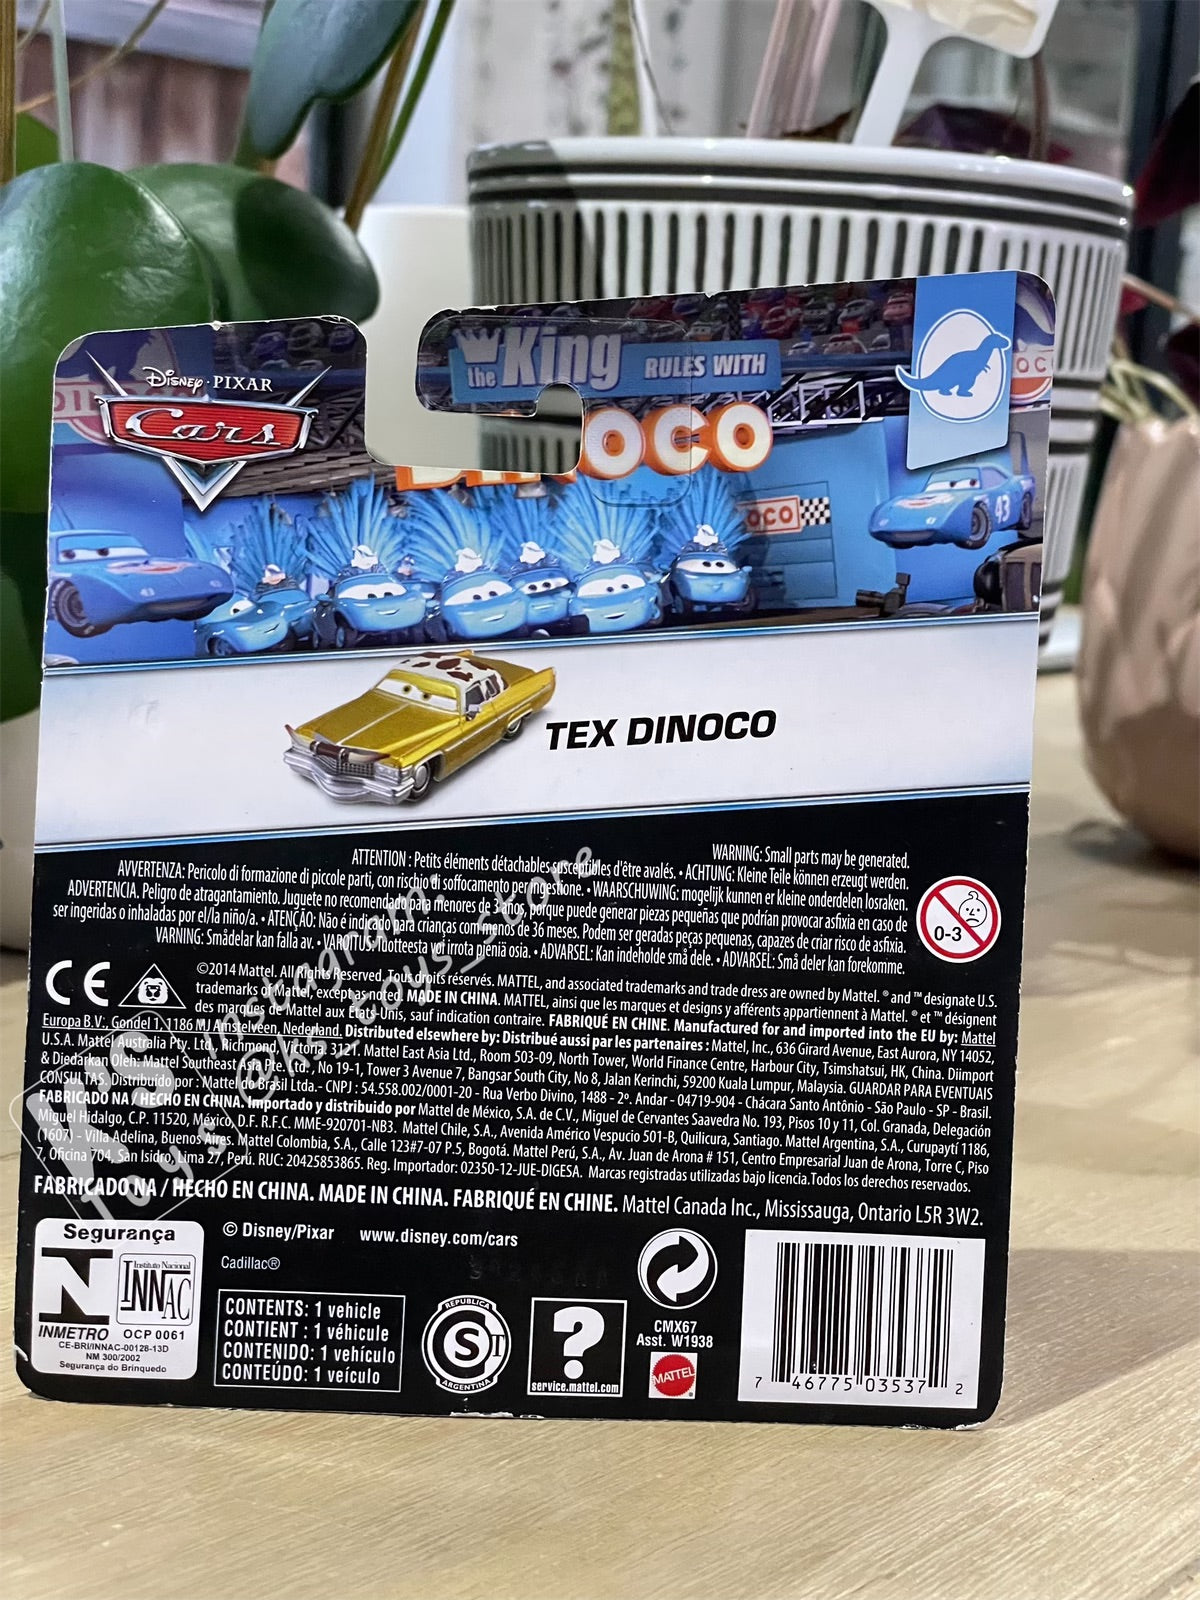 the King RULES WITH
OCO
Disney·PIXAR
Cars
OCO
43
TEX DINOCO
WARNING: Small parts may be generated.
ATTENTION : Petits éléments détachables susceptibles d'être avalés. • ACHTUNG: Kleine Teile können erzeugt werden.
AVVERTENZA: Pericolo di formazione di piccole parti, con rischio di soffocamento per ingestione. • WAARSCHUWING: mogelijk kunnen er kleine onderdelen losraken.
ADVERTENCIA. Peligro de atragantamiento. Juguete no recomendado para menores de 3 años, porque puede generar piezas pequeñas que podrían provocar asfixia en caso de
ser ingeridas o inhaladas por el/la niño/a. • ATENÇÃO: Não é indicado para crianças com menos de 36 meses. Podem ser geradas peças pequenas, capazes de criar risco de asfixia.
VARNING: Smådelar kan falla av. • VAROITUS: Tuotteesta voi irrota pieniä osia. • ADVARSEL: Kan indeholde små dele. • ADVARSEL: Små deler kan forekomme.
0-3
CE
©2014 Mattel. All Rights Reserved. Tous droits réservés. MATTEL, and associated trademarks and trade dress are owned by Mattel. ® and ™ designate U.S.
trademarks of Mattel, except as noted. MADE IN CHINA. MATTEL, ainsi que les marques et designs y afférents appartiennent à Mattel. ® et ™ désignent
des marques de Mattel aux États-Unis, sauf indication contraire. FABRIQUÉ EN CHINE. Manufactured for and imported into the EU by: Mattel
Europa B.V., Gondel 1, 1186 MJ Amstelveen, Nederland. Distributed elsewhere by: Distribué aussi par les partenaires : Mattel, Inc., 636 Girard Avenue, East Aurora, NY 14052,
U.S.A. Mattel Australia Pty. Ltd., Richmond, Victoria. 3121. Mattel East Asia Ltd., Room 503-09, North Tower, World Finance Centre, Harbour City, Tsimshatsui, HK, China. Diimport
& Diedarkan Oleh: Mattel Southeast Asia Pte. Ltd., No 19-1, Tower 3 Avenue 7, Bangsar South City, No 8, Jalan Kerinchi, 59200 Kuala Lumpur, Malaysia. GUARDAR PARA EVENTUAIS
CONSULTAS. Distribuído por : Mattel do Brasil Ltda.- CNPJ : 54.558.002/0001-20 - Rua Verbo Divino, 1488 - 2º. Andar - 04719-904 - Chácara Santo Antônio - São Paulo - SP - Brasil.
FABRICADO NA / HECHO EN CHINA. Importado y distribuido por Mattel de México, S.A. de C.V., Miguel de Cervantes Saavedra No. 193, Pisos 10 y 11, Col. Granada, Delegación
Miguel Hidalgo, C.P. 11520, México, D.F. R.F.C. MME-920701-NB3. Mattel Chile, S.A., Avenida Américo Vespucio 501-B, Quilicura, Santiago. Mattel Argentina, S.A., Curupaytí 1186,
(1607) - Villa Adelina, Buenos Aires. Mattel Colombia, S.A., Calle 123#7-07 P.5, Bogotá. Mattel Perú, S.A., Av. Juan de Arona # 151, Centro Empresarial Juan de Arona, Torre C, Piso
7, Oficina 704, San Isidro, Lima 27, Perú. RUC: 20425853865. Reg. Importador: 02350-12-JUE-DIGESA. Marcas registradas utilizadas bajo licencia.Todos los derechos reservados.
FABRICADO NA / HECHO EN CHINA. MADE IN CHINA. FABRIQUÉ EN CHINE. Mattel Canada Inc., Mississauga, Ontario L5R 3W2.
Instagram:
@ks_toys_store
KS
Toys
Segurança
Instituto Nacional
INNAC
INMETRO OCP 0061
CE-BRI/INNAC-00128-13D
NM 300/2002
Segurança do Brinquedo
© Disney/Pixar www.disney.com/cars
Cadillac®
CONTENTS: 1 vehicle
CONTIENT : 1 véhicule
CONTENIDO: 1 vehículo
CONTEÚDO: 1 veículo
REPUBLICA
S T
ARGENTINA
?
service.mattel.com
CMX67
Asst. W1938
MATTEL
7 46775 03537 2